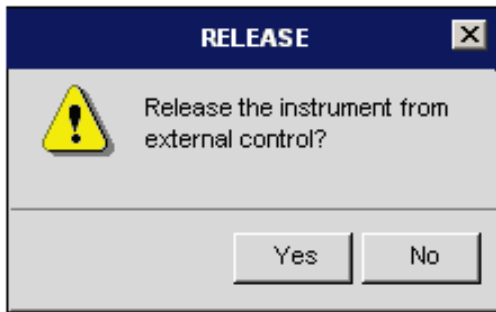 RELEASE
Release the instrument from
external control?
Yes
No